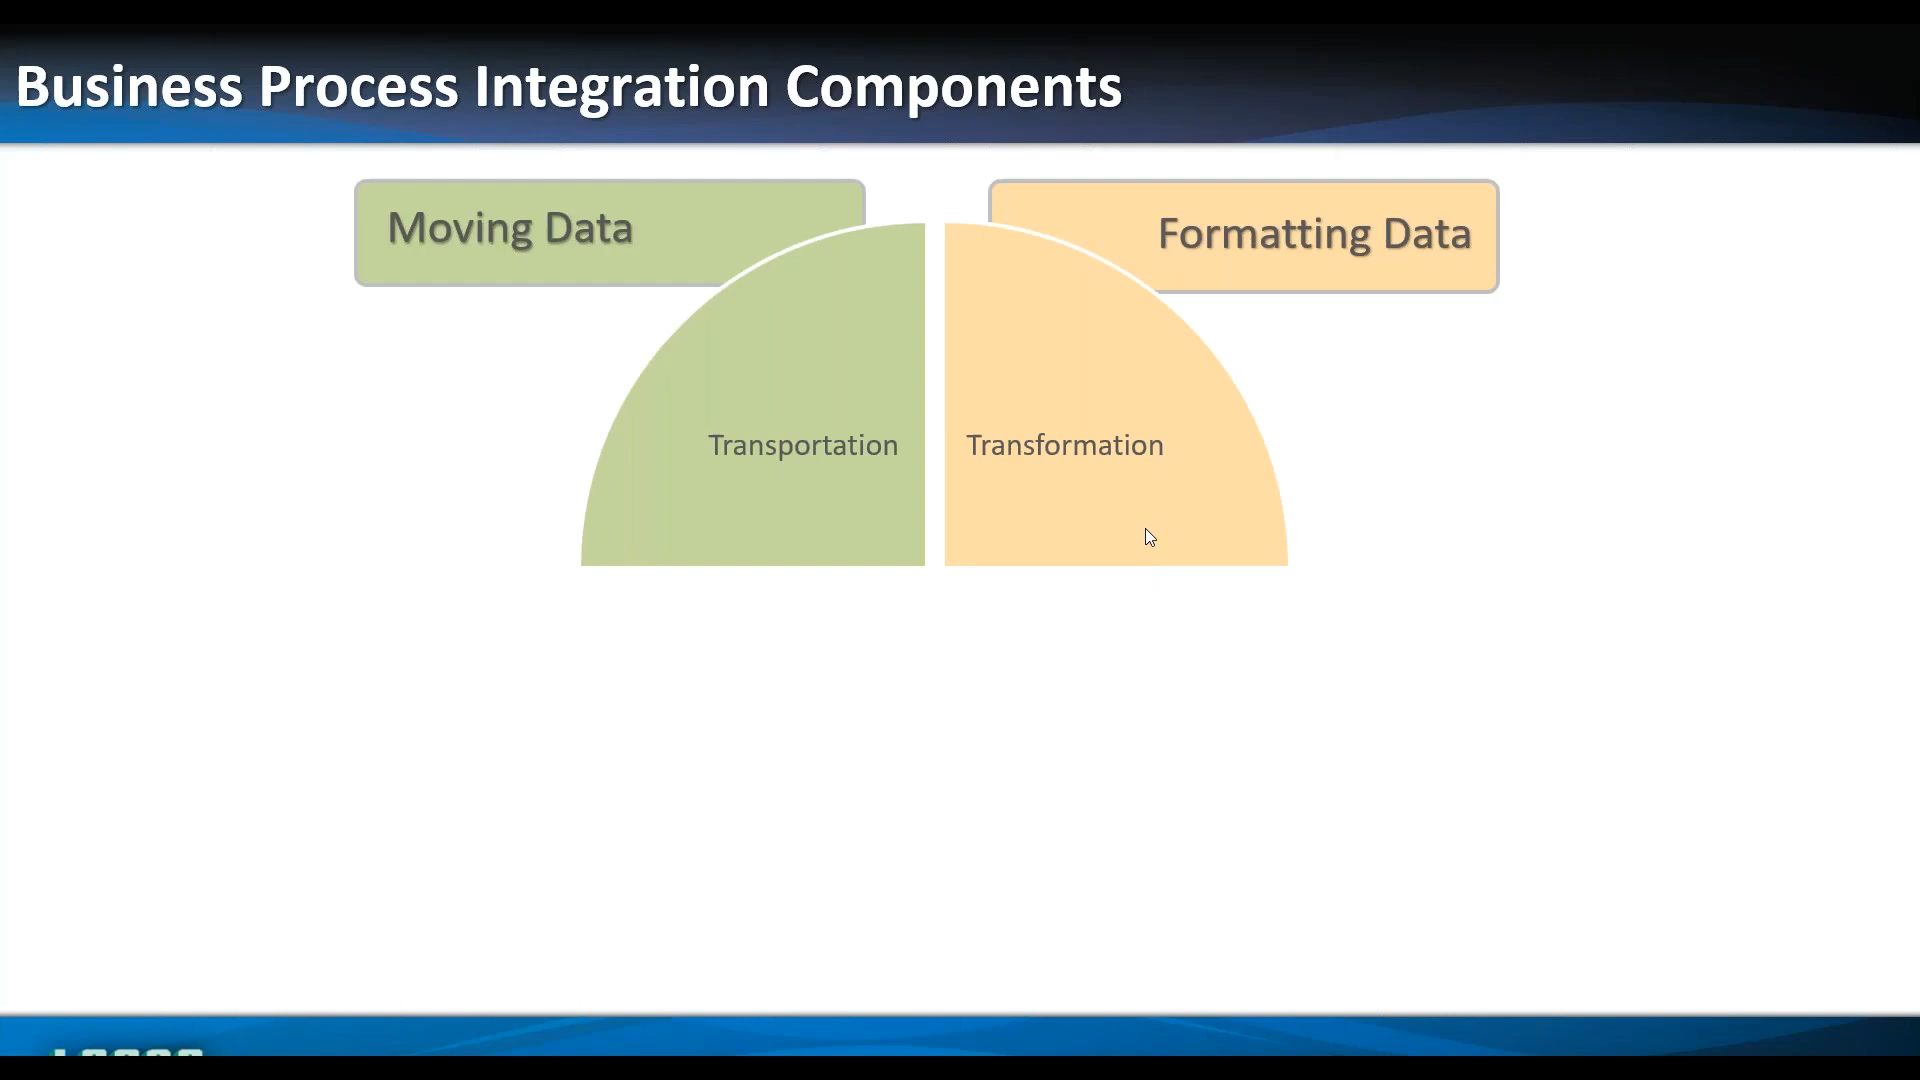 Business Process Integration Components
Moving Data
Formatting Data
Transportation
Transformation